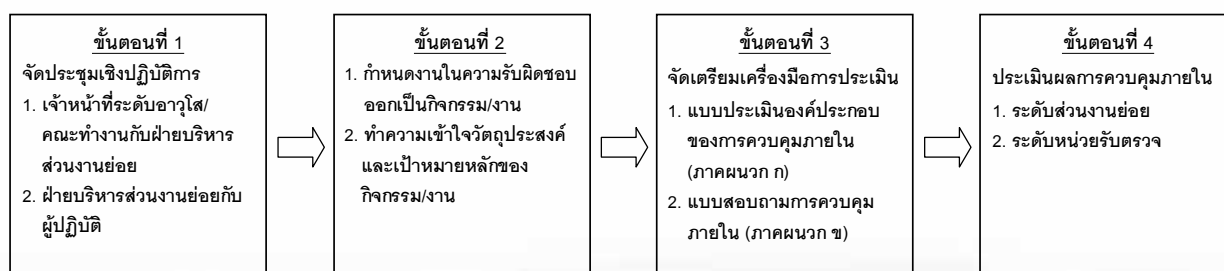 ขั้นตอนที่ 1
จัดประชุมเชิงปฏิบัติการ
1. เจ้าหน้าที่ระดับอาวุโส/
คณะทำงานกับฝ่ายบริหาร
ส่วนงานย่อย
2. ฝ่ายบริหารส่วนงานย่อยกับ
ผู้ปฏิบัติ
ขั้นตอนที่ 2
1. กำหนดงานในความรับผิดชอบ
ออกเป็นกิจกรรม/งาน
2. ทำความเข้าใจวัตถุประสงค์
และเป้าหมายหลักของ
กิจกรรม/งาน
ขั้นตอนที่ 3
จัดเตรียมเครื่องมือการประเมิน
1. แบบประเมินองค์ประกอบ
ของการควบคุมภายใน
(ภาคผนวก ก)
2. แบบสอบถามการควบคุม
ภายใน (ภาคผนวก ข)
ขั้นตอนที่ 4
ประเมินผลการควบคุมภายใน
1. ระดับส่วนงานย่อย
2. ระดับหน่วยรับตรวจ